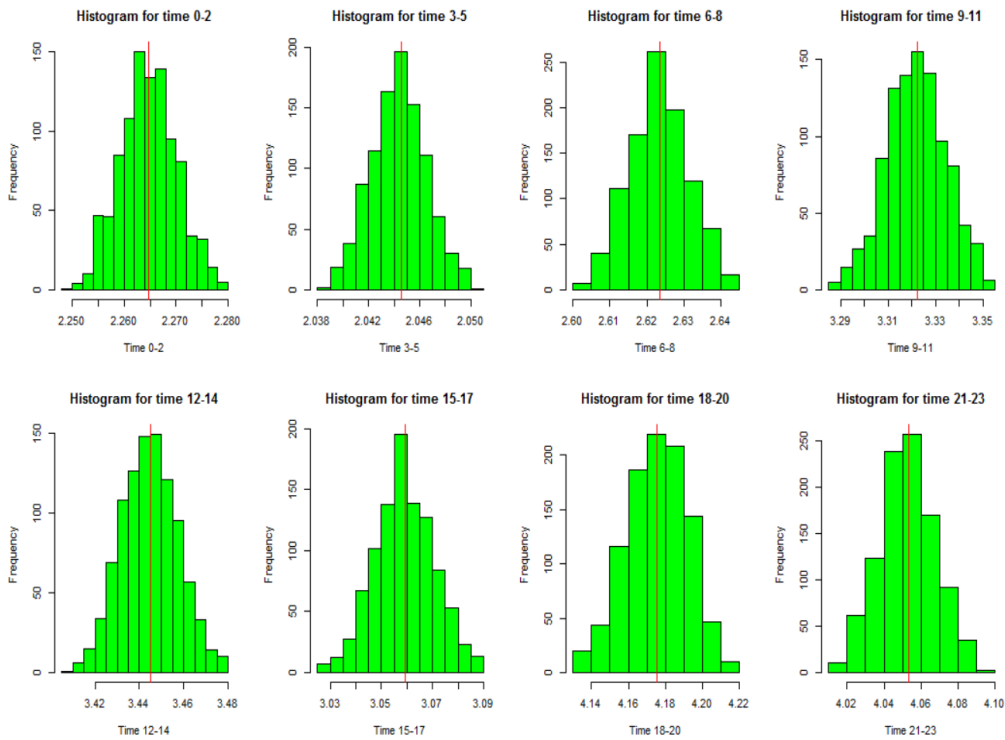 Histogram for time 0-2
Histogram for time 3-5
Histogram for time 6-8
Histogram for time 9-11
Frequency
0 50 100 150
2.250 2.260 2.270 2.280
Time 0-2
Frequency
0 50 100 150 200
2.038 2.042 2.046 2.050
Time 3-5
Frequency
0 50 100 150 200 250
2.60 2.61 2.62 2.63 2.64
Time 6-8
Frequency
0 50 100 150
3.29 3.31 3.33 3.35
Time 9-11
Histogram for time 12-14
Histogram for time 15-17
Histogram for time 18-20
Histogram for time 21-23
Frequency
0 50 100 150
3.42 3.44 3.46 3.48
Time 12-14
Frequency
0 50 100 150 200
3.03 3.05 3.07 3.09
Time 15-17
Frequency
0 50 100 150 200
4.14 4.16 4.18 4.20 4.22
Time 18-20
Frequency
0 50 100 150 200 250
4.02 4.04 4.06 4.08 4.10
Time 21-23